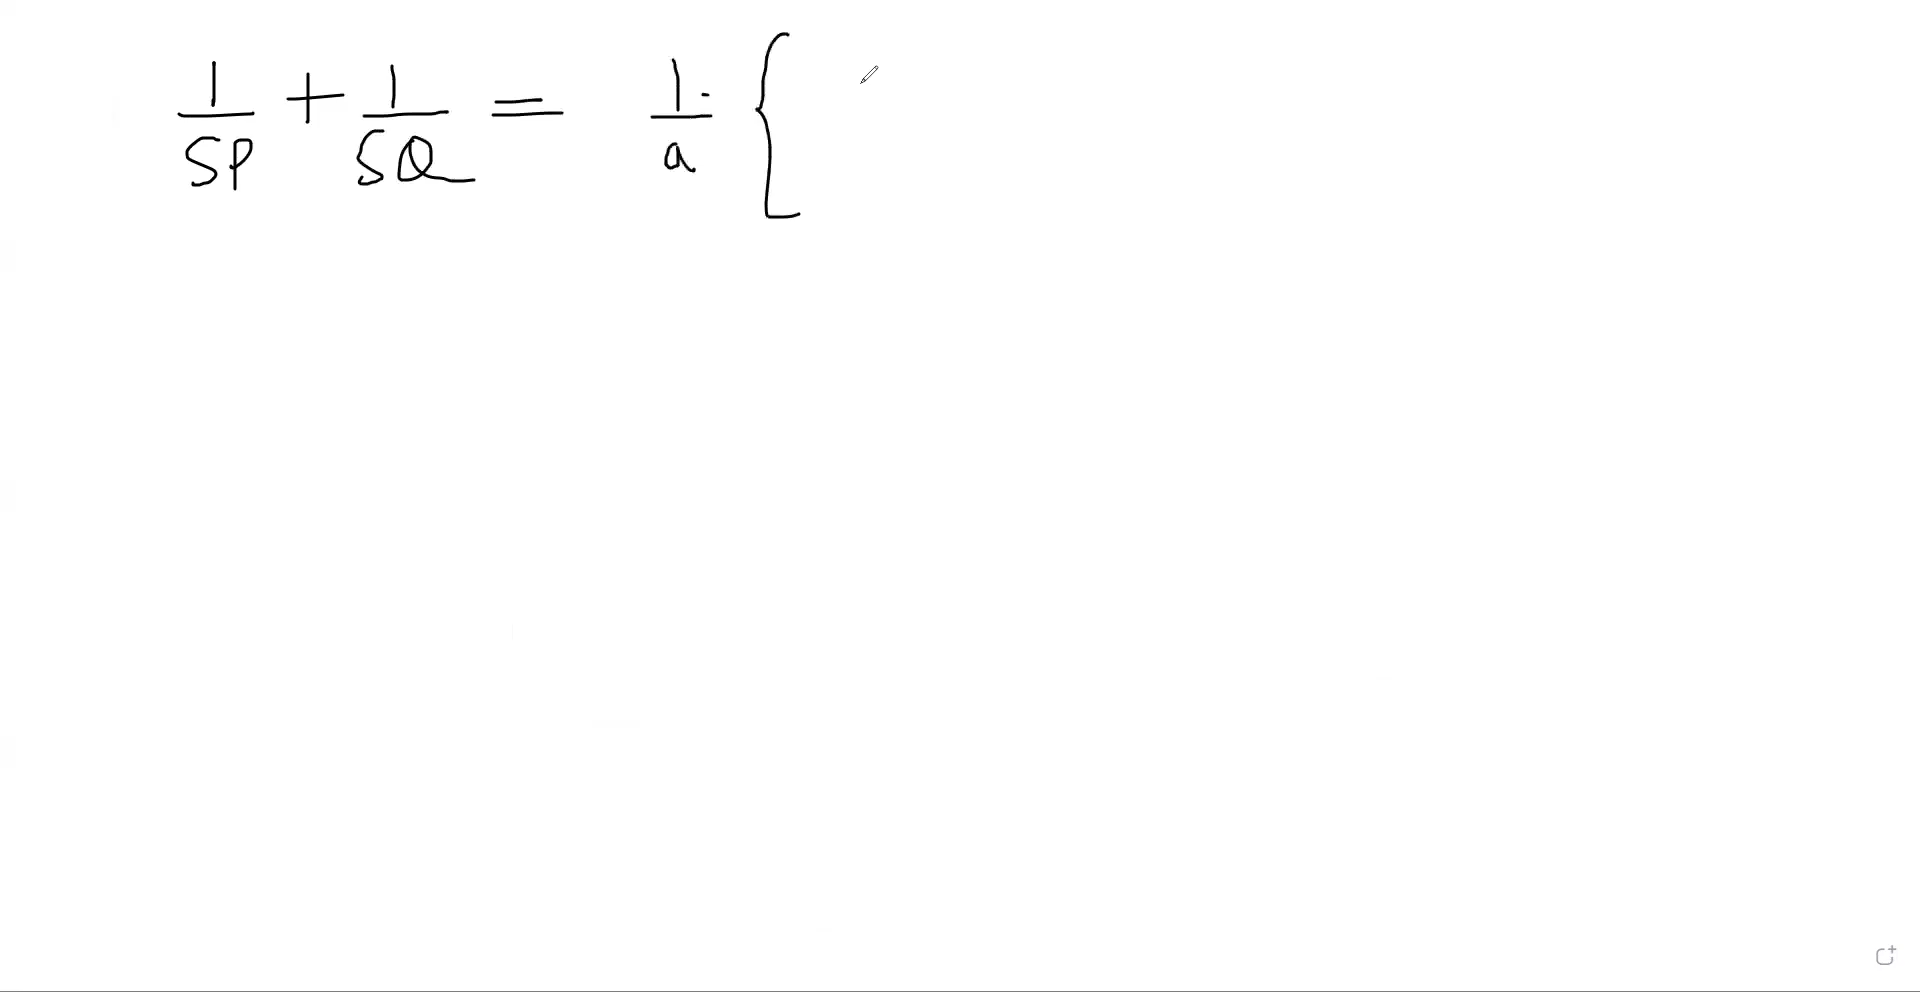 1/SP + 1/SQ = 1/a {